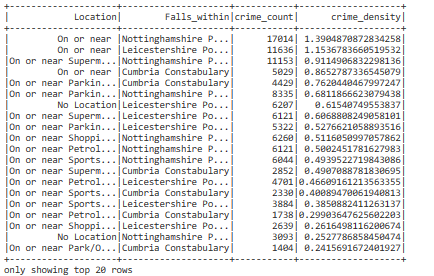 +--------------------+--------------------+-----------+-------------------+
|            Location|        Falls_within|crime_count|      crime_density|
+--------------------+--------------------+-----------+-------------------+
|         On or near |Nottinghamshire P...|      17014| 1.3904870872834258|
|         On or near |Leicestershire Po...|      11636| 1.1536783660519532|
|On or near Superm...|Nottinghamshire P...|      11153| 0.9114906832298136|
|         On or near |Cumbria Constabulary|       5029| 0.8652787336545079|
|On or near Parkin...|Cumbria Constabulary|       4429| 0.7620440467997247|
|On or near Parkin...|Nottinghamshire P...|       8335| 0.6811866623079438|
|         No Location|Leicestershire Po...|       6207|   0.61540749553837|
|On or near Superm...|Leicestershire Po...|       6121| 0.6068808249058101|
|On or near Parkin...|Leicestershire Po...|       5322| 0.5276621058893516|
|On or near Shoppi...|Nottinghamshire P...|       6260| 0.5116050997057862|
|On or near Petrol...|Nottinghamshire P...|       6121| 0.5002451781627983|
|On or near Sports...|Nottinghamshire P...|       6044| 0.4939522719843086|
|On or near Superm...|Cumbria Constabulary|       2852| 0.4907088781830695|
|On or near Petrol...|Leicestershire Po...|       4701|0.46609161213563355|
|On or near Sports...|Cumbria Constabulary|       2330|0.40089470061940813|
|On or near Sports...|Leicestershire Po...|       3884| 0.3850882411263137|
|On or near Petrol...|Cumbria Constabulary|       1738|0.29903647625602203|
|On or near Shoppi...|Leicestershire Po...|       2639| 0.2616498116200674|
|         No Location|Nottinghamshire P...|       3093| 0.2527786858450474|
|On or near Park/O...|Cumbria Constabulary|       1404| 0.2415691672401927|
+--------------------+--------------------+-----------+-------------------+
only showing top 20 rows